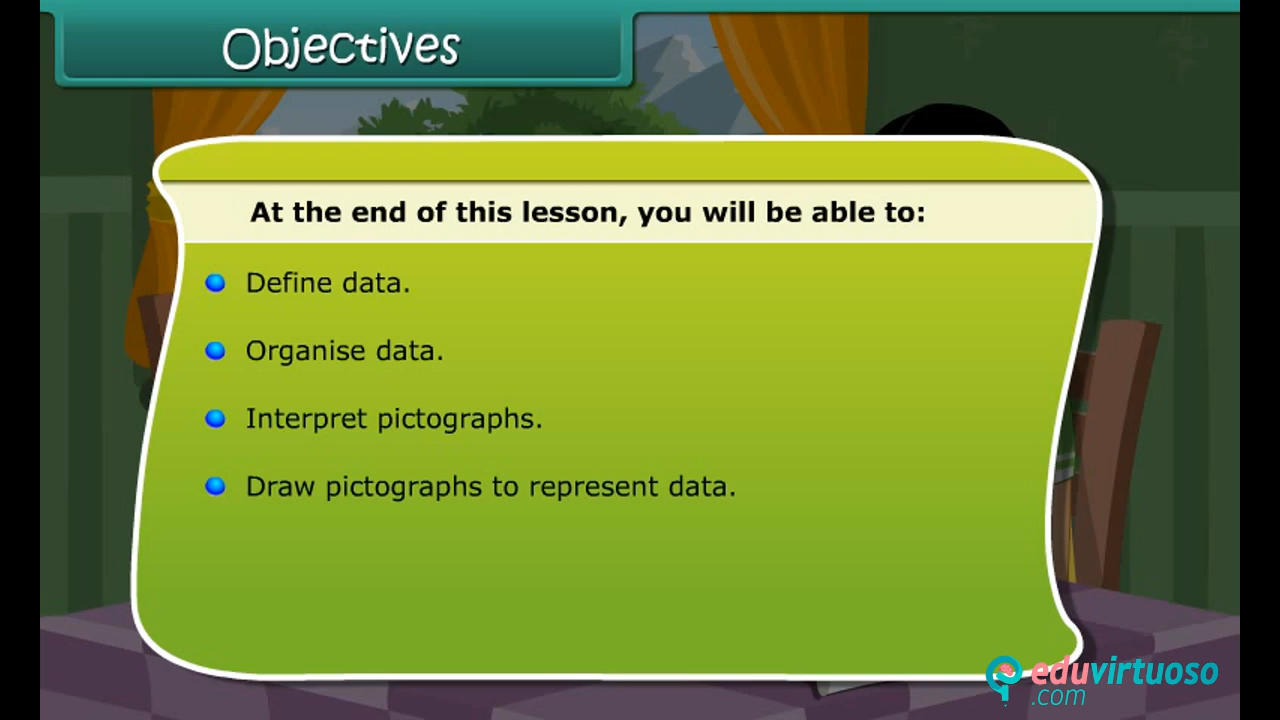 Objectives
At the end of this lesson, you will be able to:
Define data.
Organise data.
Interpret pictographs.
Draw pictographs to represent data.
eduvirtuoso
.com